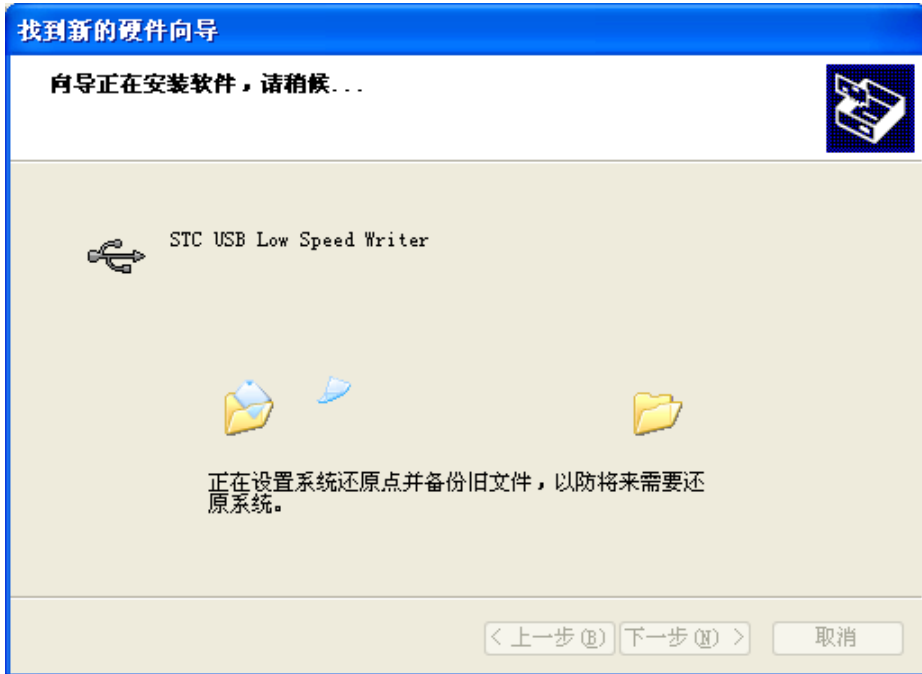 找到新的硬件向导
向导正在安装软件，请稍候...
STC USB Low Speed Writer
正在设置系统还原点并备份旧文件，以防将来需要还
原系统。
< 上一步(B) 下一步(N) > 取消